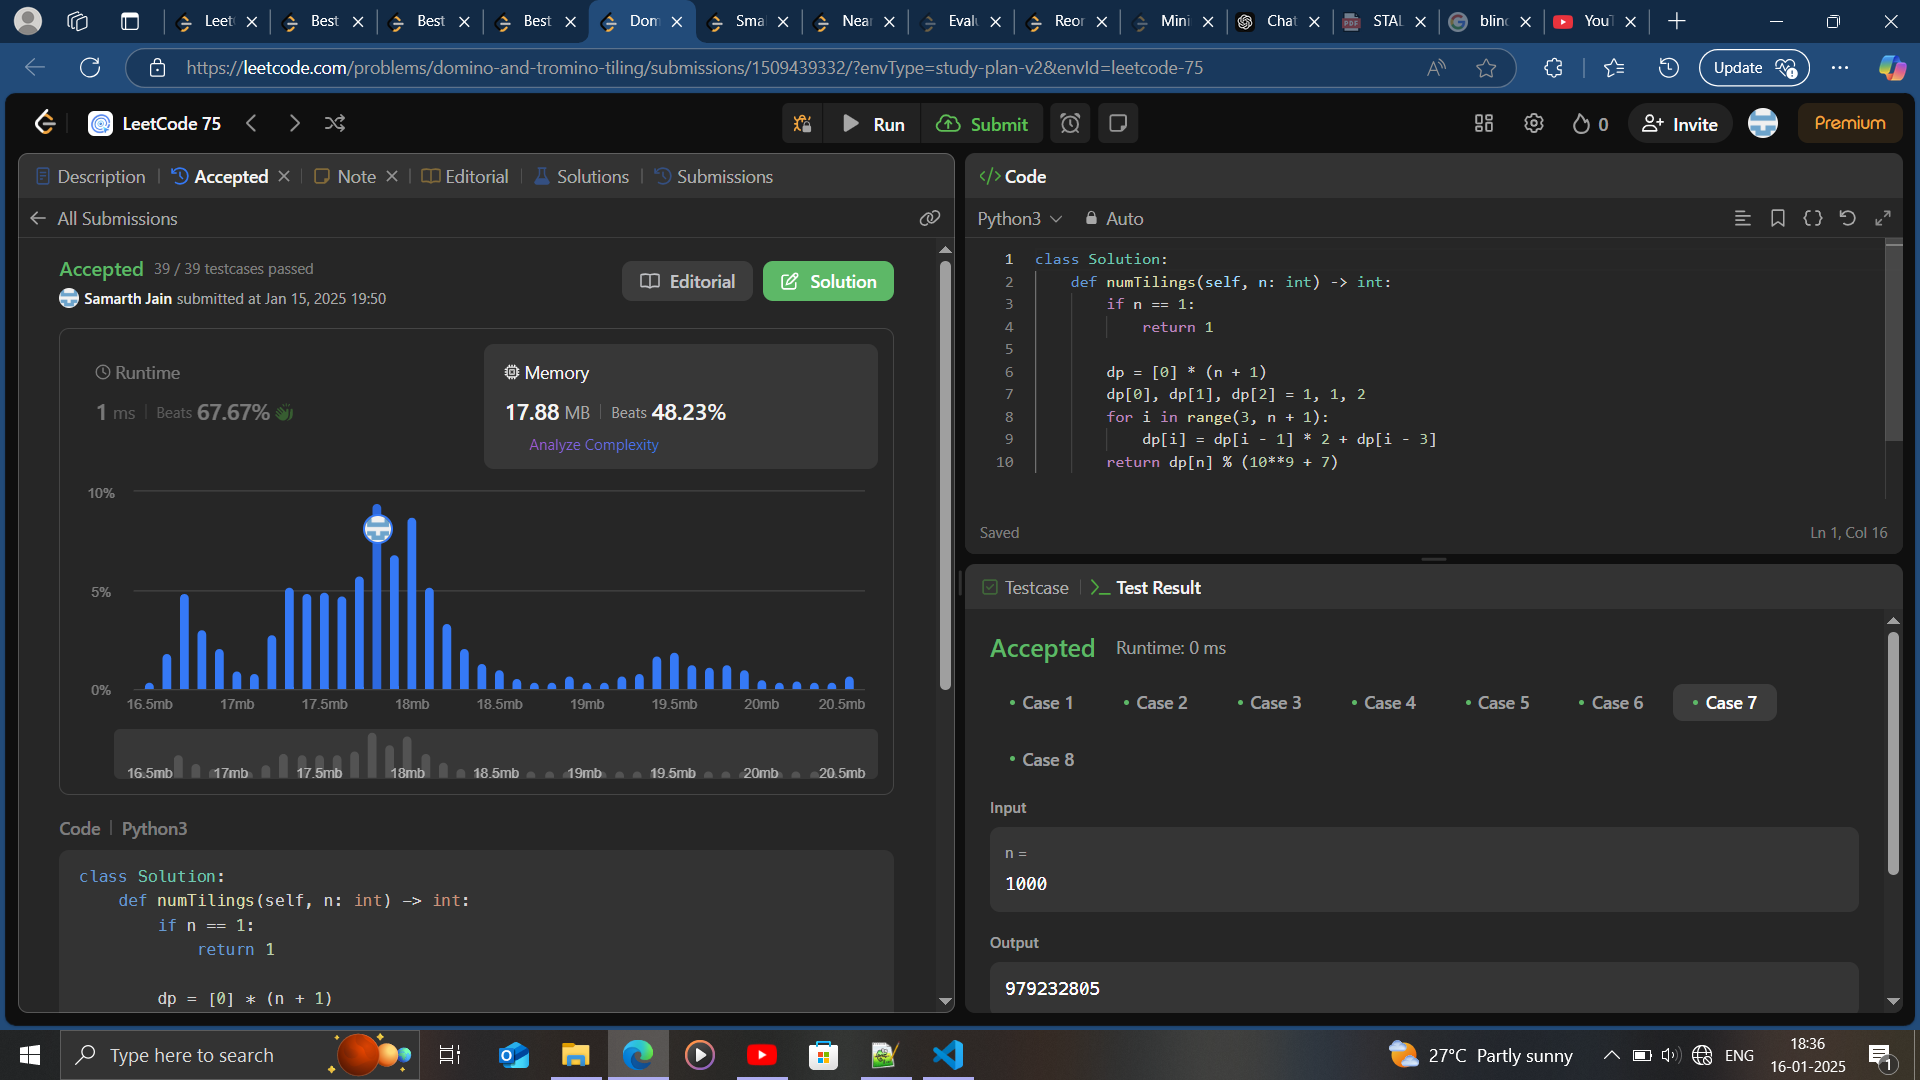 Leet
Best
Best
Best
Dom
Smal
Near
Evalu
Reor
Mini
Chat
STAL
blin
YouT
https://leetcode.com/problems/domino-and-tromino-tiling/submissions/1509439332/?envType=study-plan-v2&envId=leetcode-75
Update
LeetCode 75
Run
Submit
0
Invite
Premium
Description
Accepted
Note
Editorial
Solutions
Submissions
All Submissions
Accepted 39 / 39 testcases passed
Samarth Jain submitted at Jan 15, 2025 19:50
Editorial
Solution
Runtime
1 ms Beats 67.67%
Memory
17.88 MB Beats 48.23%
Analyze Complexity
10%
5%
0%
16.5mb 17mb 17.5mb 18mb 18.5mb 19mb 19.5mb 20mb 20.5mb
16.5mb 17mb 17.5mb 18mb 18.5mb 19mb 19.5mb 20mb 20.5mb
Code | Python3
class Solution:
def numTilings(self, n: int) -> int:
if n == 1:
return 1
dp = [0] * (n + 1)
</> Code
Python3
Auto
1 class Solution:
2 def numTilings(self, n: int) -> int:
3 if n == 1:
4 return 1
5
6 dp = [0] * (n + 1)
7 dp[0], dp[1], dp[2] = 1, 1, 2
8 for i in range(3, n + 1):
9 dp[i] = dp[i - 1] * 2 + dp[i - 3]
10 return dp[n] % (10**9 + 7)
Saved
Ln 1, Col 16
Testcase
Test Result
Accepted Runtime: 0 ms
• Case 1 • Case 2 • Case 3 • Case 4 • Case 5 • Case 6 • Case 7
• Case 8
Input
n =
1000
Output
979232805
Type here to search
27°C Partly sunny
ENG
18:36
16-01-2025
1